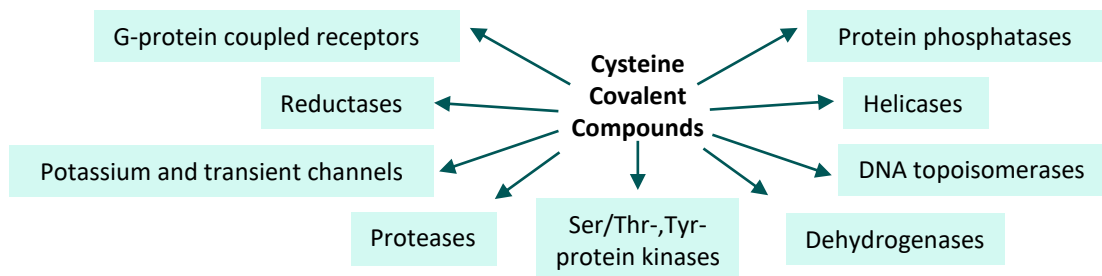 G-protein coupled receptors
Protein phosphatases
Cysteine
Covalent
Compounds
Reductases
Helicases
Potassium and transient channels
DNA topoisomerases
Proteases
Ser/Thr-,Tyr-
protein kinases
Dehydrogenases